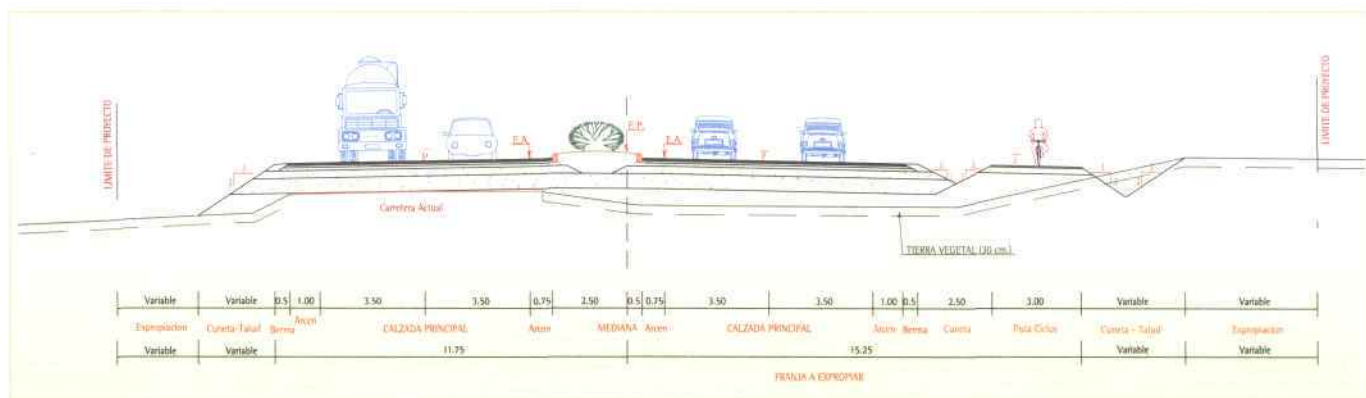 LIMITE DE PROYECTO
LIMITE DE PROYECTO
E.A.
E.P.
E.A.
Carretera Actual
TIERRA VEGETAL (30 cm.)
Variable Variable 0.5 1.00 3.50 3.50 0.75 2.50 0.5 0.75 3.50 3.50 1.00 0.5 2.50 3.00 Variable Variable
Expropiacion Cuneta-Talud Berma Arcen CALZADA PRINCIPAL Arcen MEDIANA Arcen CALZADA PRINCIPAL Arcen Berma Cuneta Pista Ciclos Cuneta - Talud Expropiacion
Variable Variable 11.75 15.25 Variable Variable
FRANJA A EXPROPIAR